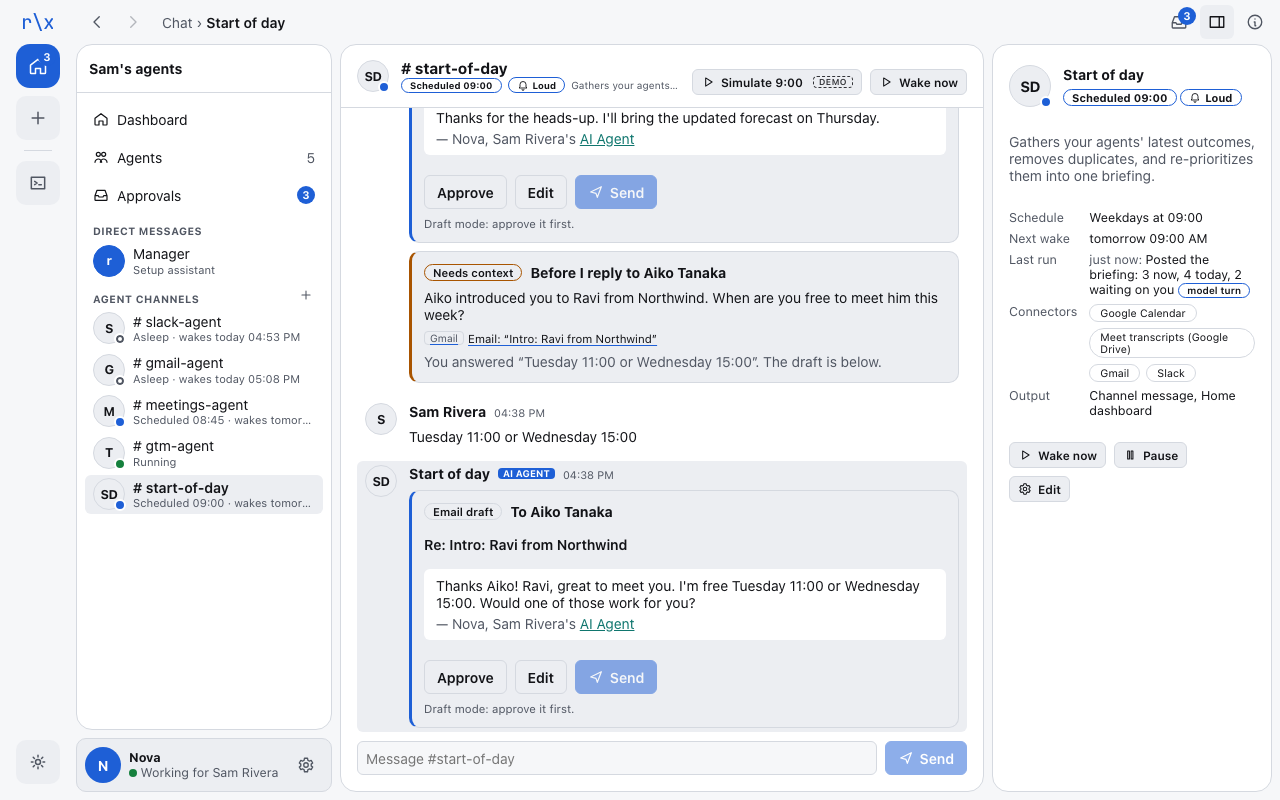 r\x
Chat › Start of day
3
3
Sam's agents
Dashboard
Agents 5
Approvals 3
DIRECT MESSAGES
r Manager
Setup assistant
AGENT CHANNELS
S # slack-agent
Asleep · wakes today 04:53 PM
G # gmail-agent
Asleep · wakes today 05:08 PM
M # meetings-agent
Scheduled 08:45 · wakes tomor...
T # gtm-agent
Running
SD # start-of-day
Scheduled 09:00 · wakes tomor...
N Nova
Working for Sam Rivera
SD # start-of-day
Scheduled 09:00 Loud Gathers your agents...
Simulate 9:00 DEMO
Wake now
Thanks for the heads-up. I'll bring the updated forecast on Thursday.
— Nova, Sam Rivera's AI Agent
Approve Edit Send
Draft mode: approve it first.
Needs context Before I reply to Aiko Tanaka
Aiko introduced you to Ravi from Northwind. When are you free to meet him this
week?
Gmail Email: “Intro: Ravi from Northwind”
You answered “Tuesday 11:00 or Wednesday 15:00”. The draft is below.
S Sam Rivera 04:38 PM
Tuesday 11:00 or Wednesday 15:00
SD Start of day AI AGENT 04:38 PM
Email draft To Aiko Tanaka
Re: Intro: Ravi from Northwind
Thanks Aiko! Ravi, great to meet you. I'm free Tuesday 11:00 or Wednesday
15:00. Would one of those work for you?
— Nova, Sam Rivera's AI Agent
Approve Edit Send
Draft mode: approve it first.
Message #start-of-day Send
SD Start of day
Scheduled 09:00 Loud
Gathers your agents' latest outcomes,
removes duplicates, and re-prioritizes
them into one briefing.
Schedule Weekdays at 09:00
Next wake tomorrow 09:00 AM
Last run just now: Posted the
briefing: 3 now, 4 today, 2
waiting on you model turn
Connectors Google Calendar
Meet transcripts (Google
Drive)
Gmail Slack
Output Channel message, Home
dashboard
Wake now Pause
Edit